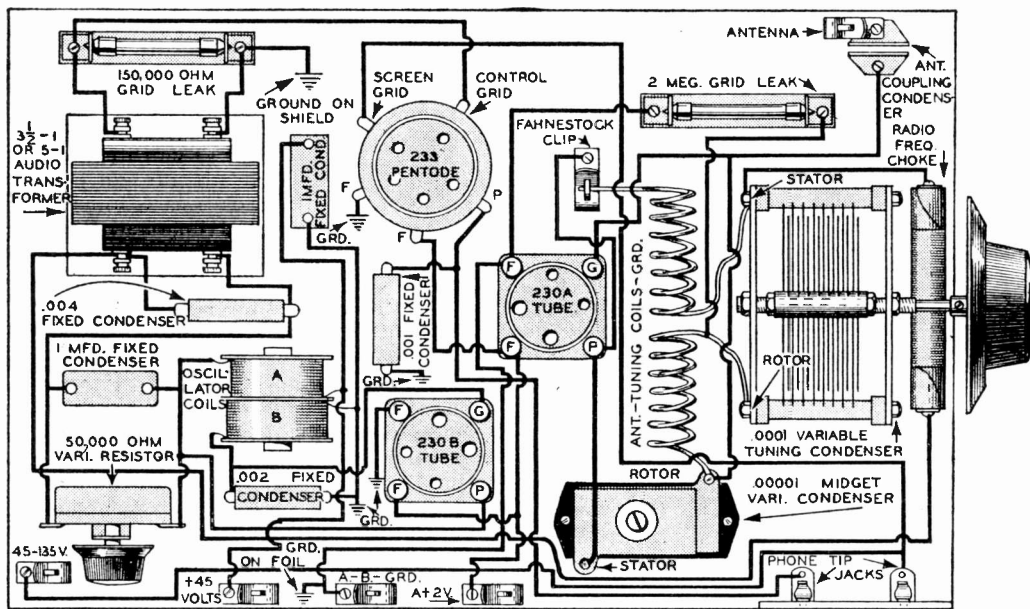 150,000 OHM
GRID LEAK
GROUND ON
SHIELD
SCREEN
GRID
CONTROL
GRID
233
PENTODE
F
F
P
GRD.
1MFD.
FIXED COND.
3½-1
OR 5-1
AUDIO
TRANS-
FORMER
.004
FIXED CONDENSER
1 MFD. FIXED
CONDENSER
OSCIL-
LATOR
COILS
A
B
50,000 OHM
VARI. RESISTOR
.002 FIXED
CONDENSER
.001 FIXED
CONDENSER
GRD.
FAHNESTOCK
CLIP
2 MEG. GRID LEAK
ANTENNA
ANT.
COUPLING
CONDENS-
ER
RADIO
FREQ.
CHOKE
STATOR
F
G
230A
TUBE
F
P
ANT.-TUNING COILS-GRD.
ROTOR
.0001 VARIABLE
TUNING CONDENSER
F
G
230 B
TUBE
F
P
GRD.
ROTOR
.00001 MIDGET
VARI. CONDENSER
STATOR
45-135V.
+45
VOLTS
GRD.
ON FOIL
A-B-GRD.
A+2V.
PHONE TIP
JACKS